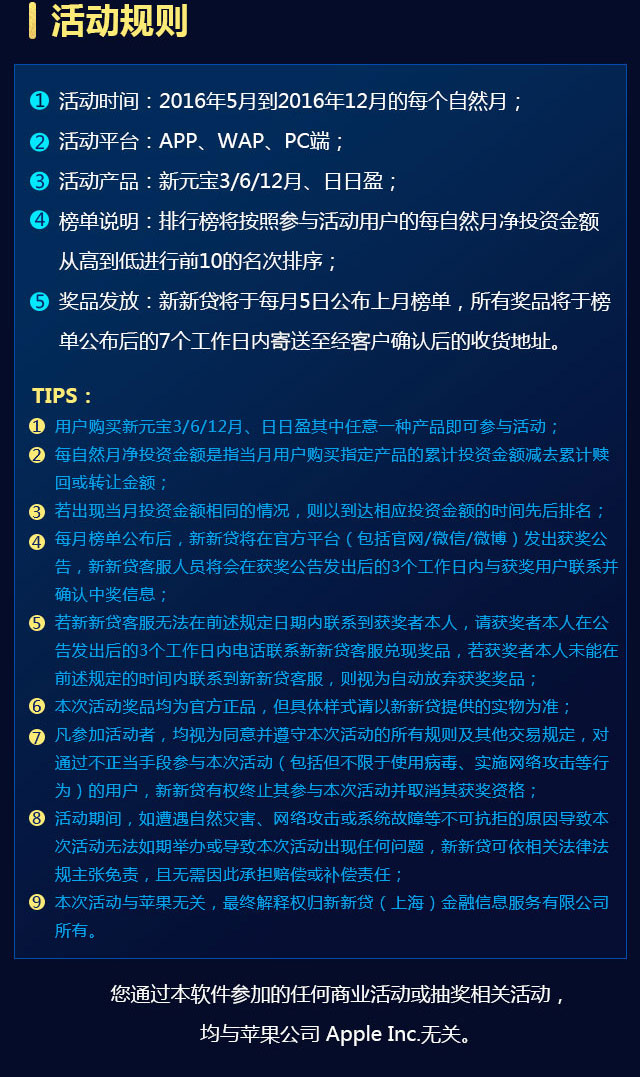 活动规则
1 活动时间：2016年5月到2016年12月的每个自然月；
2 活动平台：APP、WAP、PC端；
3 活动产品：新元宝3/6/12月、日日盈；
4 榜单说明：排行榜将按照参与活动用户的每自然月净投资金额
从高到低进行前10的名次排序；
5 奖品发放：新新贷将于每月5日公布上月榜单，所有奖品将于榜
单公布后的7个工作日内寄送至经客户确认后的收货地址。
TIPS：
1 用户购买新元宝3/6/12月、日日盈其中任意一种产品即可参与活动；
2 每自然月净投资金额是指当月用户购买指定产品的累计投资金额减去累计赎
回或转让金额；
3 若出现当月投资金额相同的情况，则以到达相应投资金额的时间先后排名；
4 每月榜单公布后，新新贷将在官方平台（包括官网/微信/微博）发出获奖公
告，新新贷客服人员将会在获奖公告发出后的3个工作日内与获奖用户联系并
确认中奖信息；
5 若新新贷客服无法在前述规定日期内联系到获奖者本人，请获奖者本人在公
告发出后的3个工作日内电话联系新新贷客服兑现奖品，若获奖者本人未能在
前述规定的时间内联系到新新贷客服，则视为自动放弃获奖奖品；
6 本次活动奖品均为官方正品，但具体样式请以新新贷提供的实物为准；
7 凡参加活动者，均视为同意并遵守本次活动的所有规则及其他交易规定，对
通过不正当手段参与本次活动（包括但不限于使用病毒、实施网络攻击等行
为）的用户，新新贷有权终止其参与本次活动并取消其获奖资格；
8 活动期间，如遭遇自然灾害、网络攻击或系统故障等不可抗拒的原因导致本
次活动无法如期举办或导致本次活动出现任何问题，新新贷可依相关法律法
规主张免责，且无需因此承担赔偿或补偿责任；
9 本次活动与苹果无关，最终解释权归新新贷（上海）金融信息服务有限公司
所有。
您通过本软件参加的任何商业活动或抽奖相关活动，
均与苹果公司 Apple Inc.无关。